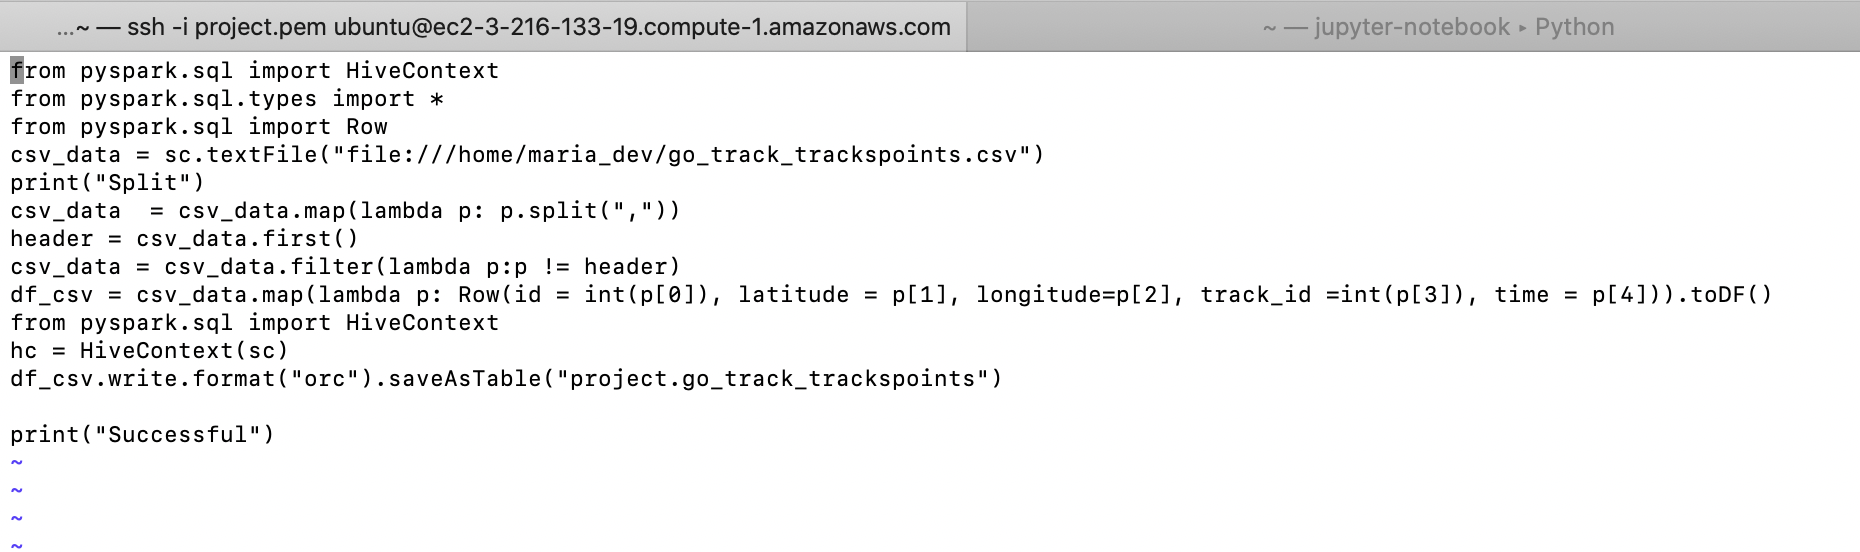 ...~ — ssh -i project.pem ubuntu@ec2-3-216-133-19.compute-1.amazonaws.com
~ — jupyter-notebook ▸ Python
from pyspark.sql import HiveContext
from pyspark.sql.types import *
from pyspark.sql import Row
csv_data = sc.textFile("file:///home/maria_dev/go_track_trackspoints.csv")
print("Split")
csv_data  = csv_data.map(lambda p: p.split(","))
header = csv_data.first()
csv_data = csv_data.filter(lambda p:p != header)
df_csv = csv_data.map(lambda p: Row(id = int(p[0]), latitude = p[1], longitude=p[2], track_id =int(p[3]), time = p[4])).toDF()
from pyspark.sql import HiveContext
hc = HiveContext(sc)
df_csv.write.format("orc").saveAsTable("project.go_track_trackspoints")
print("Successful")
~
~
~
~